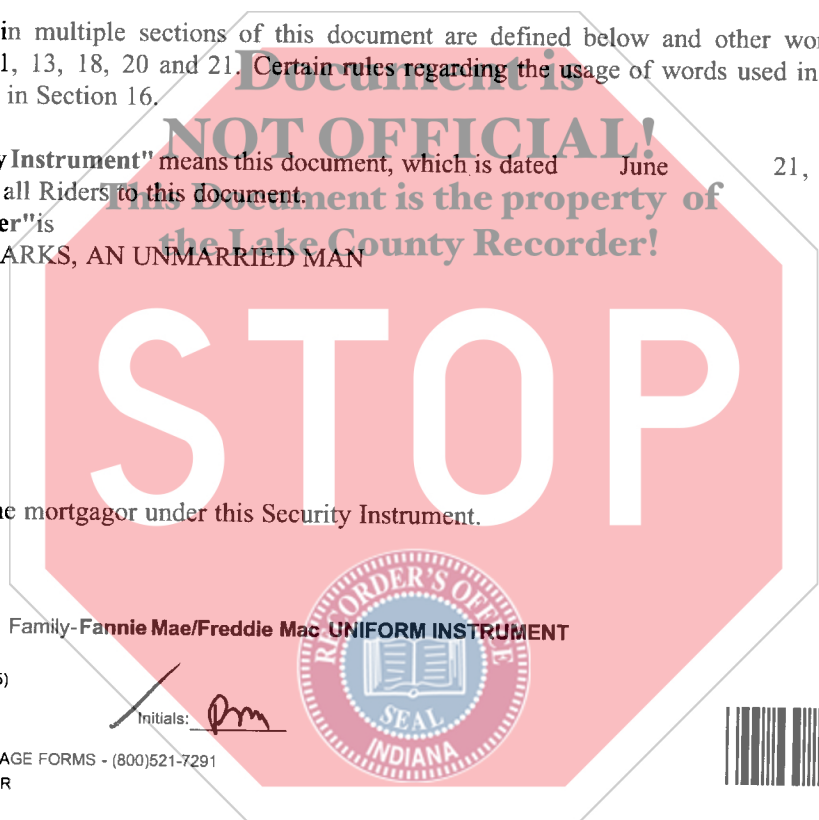 in multiple sections of this document are defined below and other
1, 13, 18, 20 and 21. Certain rules regarding the usage of words used in
in Section 16.
Document is
NOT OFFICIAL!
This Document is the property of
the Lake County Recorder!
Instrument" means this document, which is dated June 21,
all Riders to this document.
er" is
ARKS, AN UNMARRIED MAN
STOP
mortgagor under this Security Instrument.
RECORDER'S OFFICE
SEAL
INDIANA
Family-Fannie Mae/Freddie Mac UNIFORM INSTRUMENT
Initials:
AGE FORMS - (800)521-7291
R